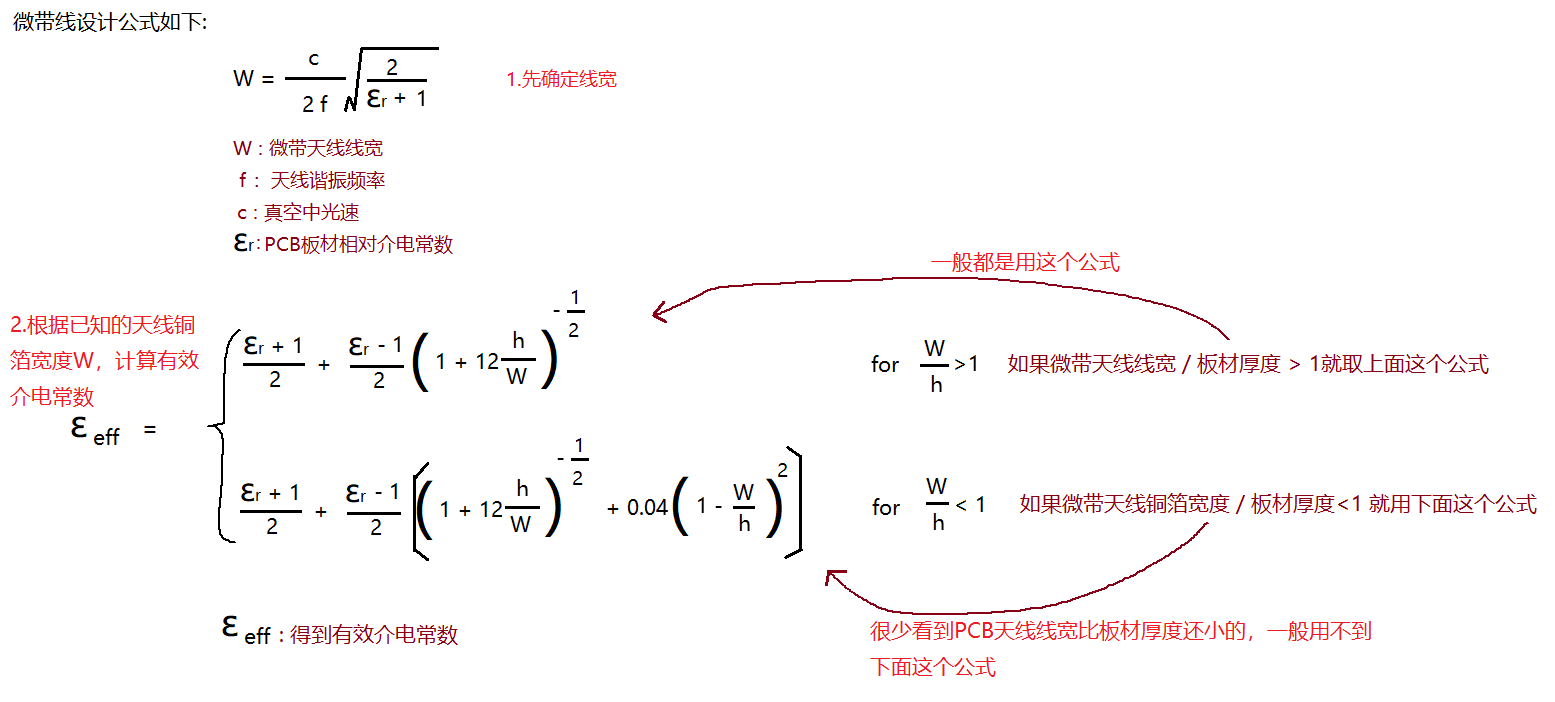 微带线设计公式如下:
W = c / 2 f √ 2 / εr + 1
1.先确定线宽
W : 微带天线线宽
f : 天线谐振频率
c : 真空中光速
εr : PCB板材相对介电常数
一般都是用这个公式
2.根据已知的天线铜
箔宽度W，计算有效
介电常数
ε eff =
εr + 1 / 2 + εr - 1 / 2 ( 1 + 12 h / W ) - 1 / 2
for W / h >1 如果微带天线线宽 / 板材厚度 > 1就取上面这个公式
εr + 1 / 2 + εr - 1 / 2 [ ( 1 + 12 h / W ) - 1 / 2 + 0.04 ( 1 - W / h ) 2 ]
for W / h < 1 如果微带天线铜箔宽度 / 板材厚度<1 就用下面这个公式
ε eff : 得到有效介电常数
很少看到PCB天线线宽比板材厚度还小的，一般用不到
下面这个公式